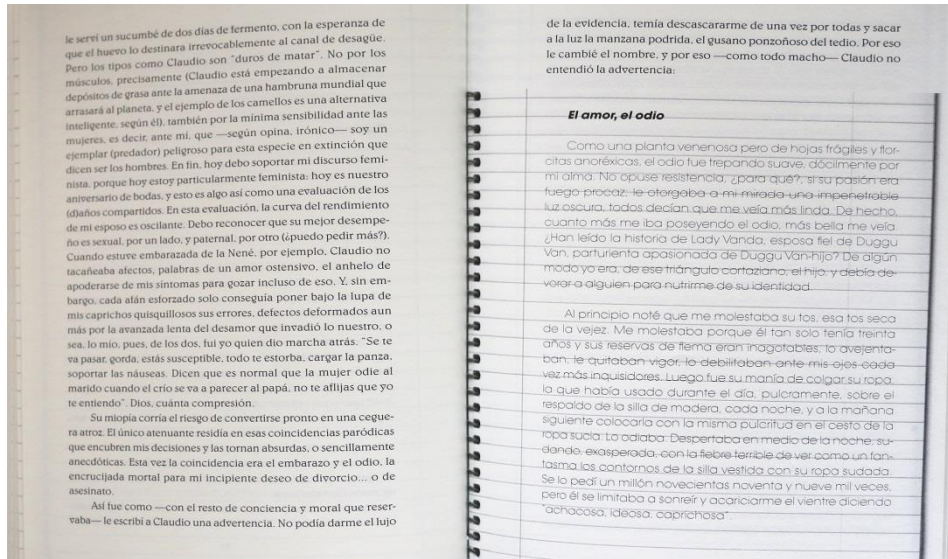 le serví un sucumbé de dos días de fermento, con la esperanza de
que el huevo lo destinara irrevocablemente al canal de desagüe.
Pero los tipos como Claudio son "duros de matar". No por los
músculos, precisamente (Claudio está empezando a almacenar
depósitos de grasa ante la amenaza de una hambruna mundial que
arrasará al planeta, y el ejemplo de los camellos es una alternativa
inteligente, según él), también por la mínima sensibilidad ante las
mujeres, es decir, ante mí, que —según opina, irónico— soy un
ejemplar (predador) peligroso para esta especie en extinción que
dicen ser los hombres. En fin, hoy debo soportar mi discurso femi-
nista, porque hoy estoy particularmente feminista: hoy es nuestro
aniversario de bodas, y esto es algo así como una evaluación de los
(d)años compartidos. En esta evaluación, la curva del rendimiento
de mi esposo es oscilante. Debo reconocer que su mejor desempe-
ño es sexual, por un lado, y paternal, por otro (¿puedo pedir más?).
Cuando estuve embarazada de la Nené, por ejemplo, Claudio no
tacañeaba afectos, palabras de un amor ostensivo, el anhelo de
apoderarse de mis síntomas para gozar incluso de eso. Y, sin em-
bargo, cada afán esforzado solo conseguía poner bajo la lupa de
mis caprichos quisquillosos sus errores, defectos deformados aun
más por la avanzada lenta del desamor que invadió lo nuestro, o
sea, lo mío, pues, de los dos, fui yo quien dio marcha atrás. "Se te
va pasar, gorda, estás susceptible, todo te estorba, cargar la panza,
soportar las náuseas. Dicen que es normal que la mujer odie al
marido cuando el crío se va a parecer al papá, no te aflijas que yo
te entiendo". Dios, cuánta compresión.
Su miopía corría el riesgo de convertirse pronto en una cegue-
ra atroz. El único atenuante residía en esas coincidencias paródicas
que encubren mis decisiones y las tornan absurdas, o sencillamente
anecdóticas. Esta vez la coincidencia era el embarazo y el odio, la
encrucijada mortal para mi incipiente deseo de divorcio... o de
asesinato.
Así fue como —con el resto de conciencia y moral que reser-
vaba— le escribí a Claudio una advertencia. No podía darme el lujo
de la evidencia, temía descascararme de una vez por todas y sacar
a la luz la manzana podrida, el gusano ponzoñoso del tedio. Por eso
le cambié el nombre, y por eso —como todo macho— Claudio no
entendió la advertencia:
El amor, el odio
Como una planta venenosa pero de hojas frágiles y flor-
citas anoréxicas, el odio fue trepando suave, dócilmente por
mi alma. No opuse resistencia, ¿para qué?, si su pasión era
fuego procaz, le otorgaba a mi mirada una impenetrable
luz oscura, todos decían que me veía más linda. De hecho,
cuanto más me iba poseyendo el odio, más bella me veía.
¿Han leído la historia de Lady Vanda, esposa fiel de Duggu
Van, parturienta apasionada de Duggu Van-hijo? De algún
modo yo era, de ese triángulo cortaziano, el hijo, y debía de-
vorar a alguien para nutrirme de su identidad.
Al principio noté que me molestaba su tos, esa tos seca
de la vejez. Me molestaba porque él tan solo tenía treinta
años y sus reservas de flema eran inagotables, lo avejenta-
ban, le quitaban vigor, lo debilitaban ante mis ojos cada
vez más inquisidores. Luego fue su manía de colgar su ropa,
la que había usado durante el día, pulcramente, sobre el
respaldo de la silla de madera, cada noche, y a la mañana
siguiente colocarla con la misma pulcritud en el cesto de la
ropa sucia. Lo odiaba. Despertaba en medio de la noche, su-
dando, exasperada, con la fiebre terrible de ver como un fan-
tasma los contornos de la silla vestida con su ropa sudada.
Se lo pedí un millón novecientas noventa y nueve mil veces,
pero él se limitaba a sonreír y acariciarme el vientre diciendo
"achacosa, ideosa, caprichosa"